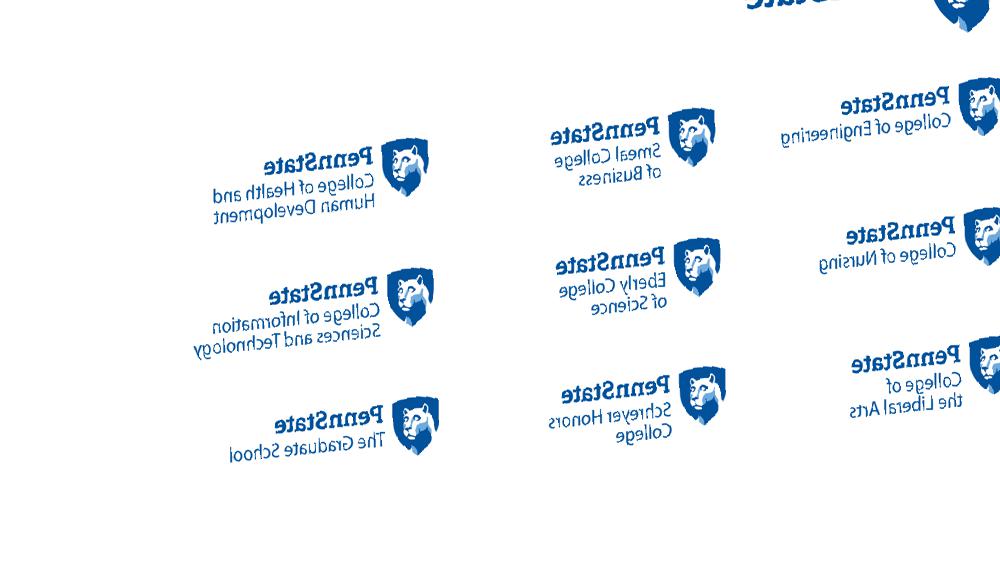 PennState
College of Engineering
PennState
Smeal College
of Business
PennState
College of Health and
Human Development
PennState
College of Nursing
PennState
Eberly College
of Science
PennState
College of Information
Sciences and Technology
PennState
College of
the Liberal Arts
PennState
Schreyer Honors
College
PennState
The Graduate School